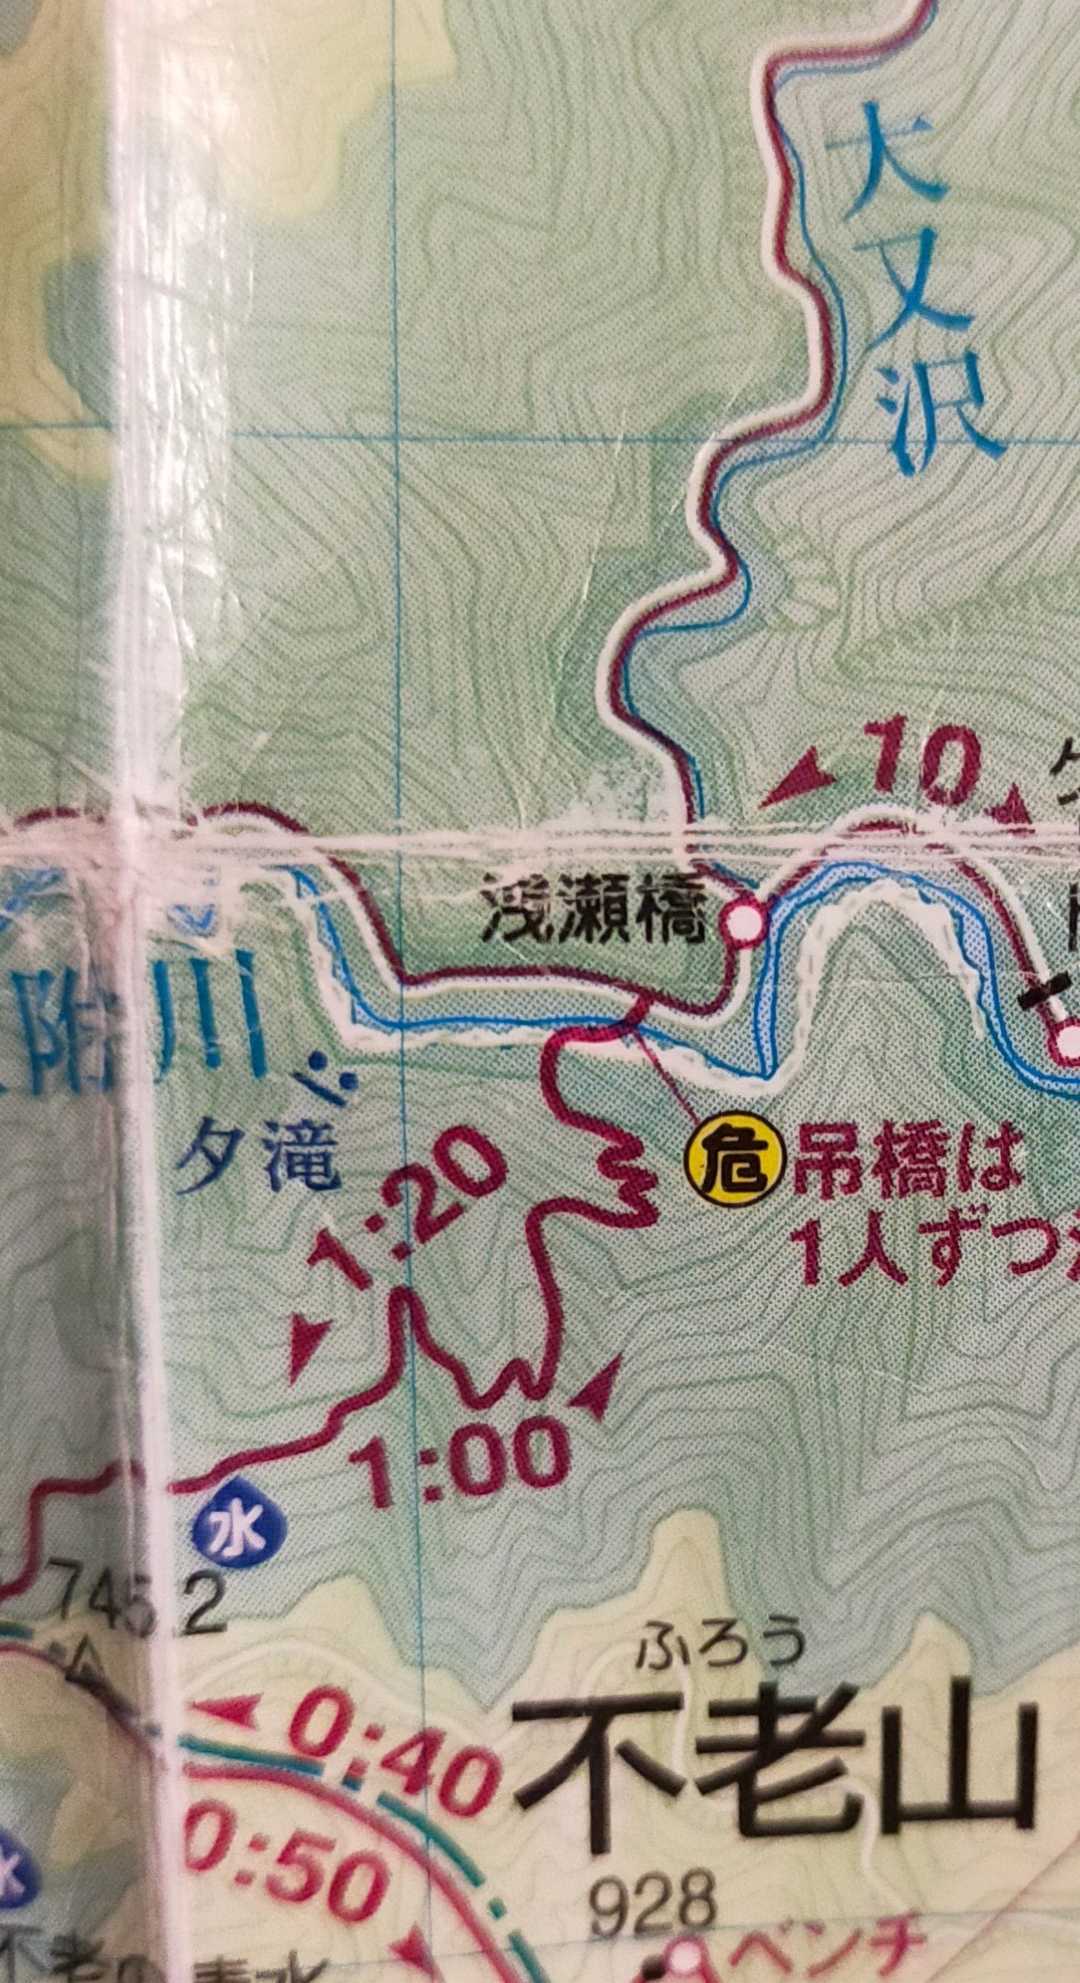 大又沢
10
浅瀬橋
附川
夕滝
危
吊橋は
1人ずつ
1:20
1:00
水
745.2
ふろう
不老山
0:40
0:50
928
ベンチ